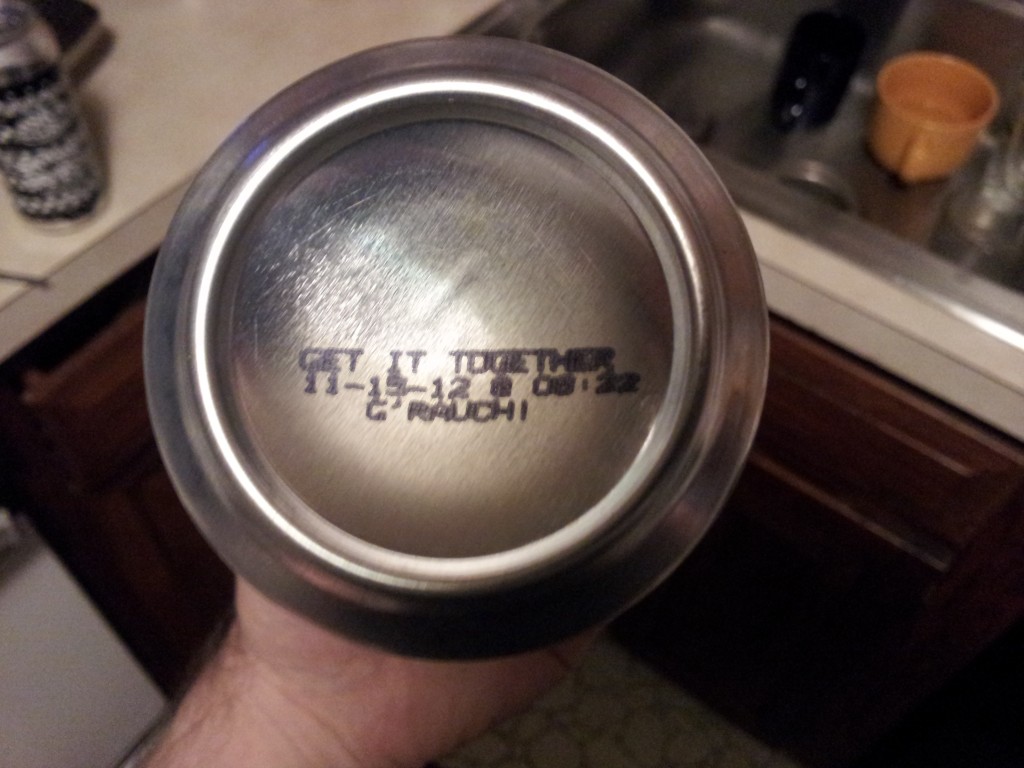 GET IT TOGETHER
11-15-12 @ 08:22
G'RAUCH!